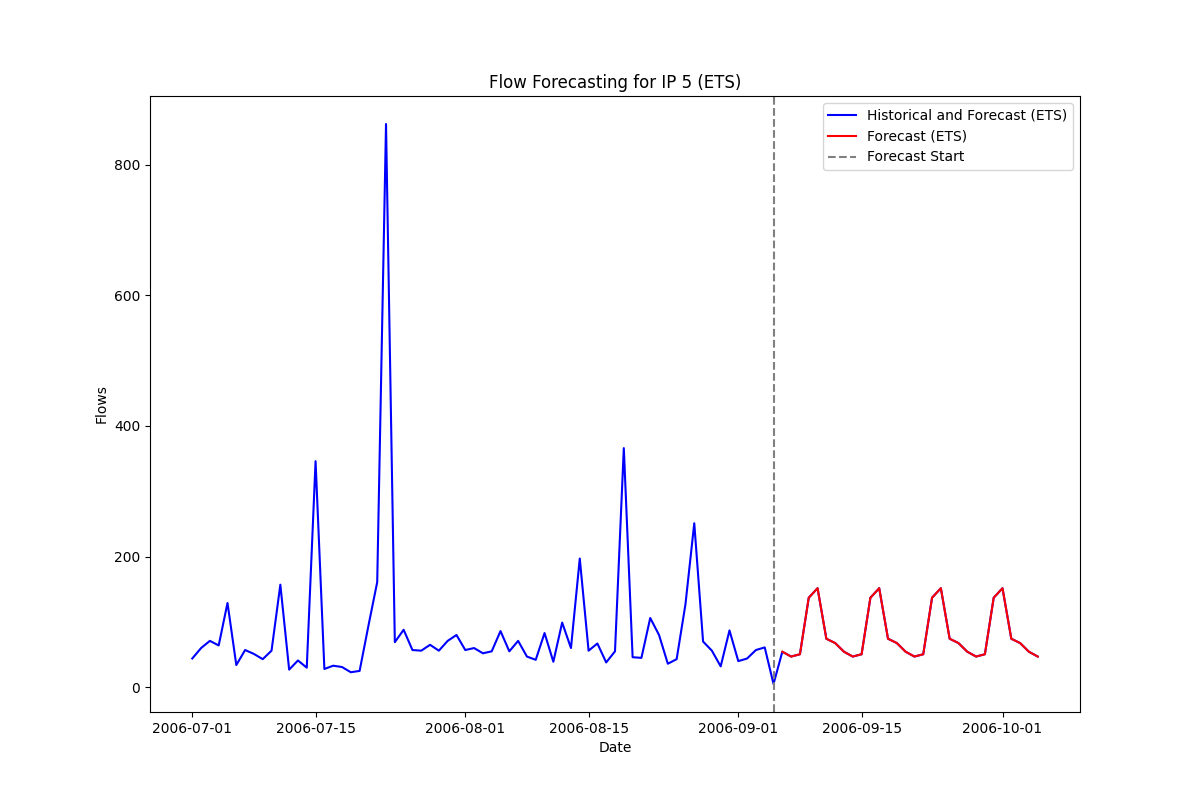 Flow Forecasting for IP 5 (ETS)
Historical and Forecast (ETS)
Forecast (ETS)
Forecast Start
800
600
400
200
0
Flows
2006-07-01
2006-07-15
2006-08-01
2006-08-15
2006-09-01
2006-09-15
2006-10-01
Date